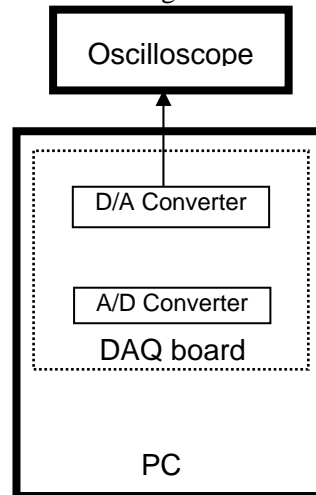 Oscilloscope
D/A Converter
A/D Converter
DAQ board
PC